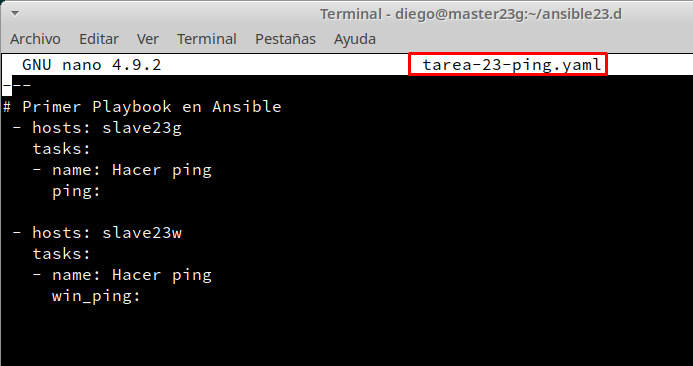 Terminal - diego@master23g:~/ansible23.d
Archivo Editar Ver Terminal Pestañas Ayuda
GNU nano 4.9.2 tarea-23-ping.yaml
---
# Primer Playbook en Ansible
 - hosts: slave23g
   tasks:
   - name: Hacer ping
     ping:

 - hosts: slave23w
   tasks:
   - name: Hacer ping
     win_ping: